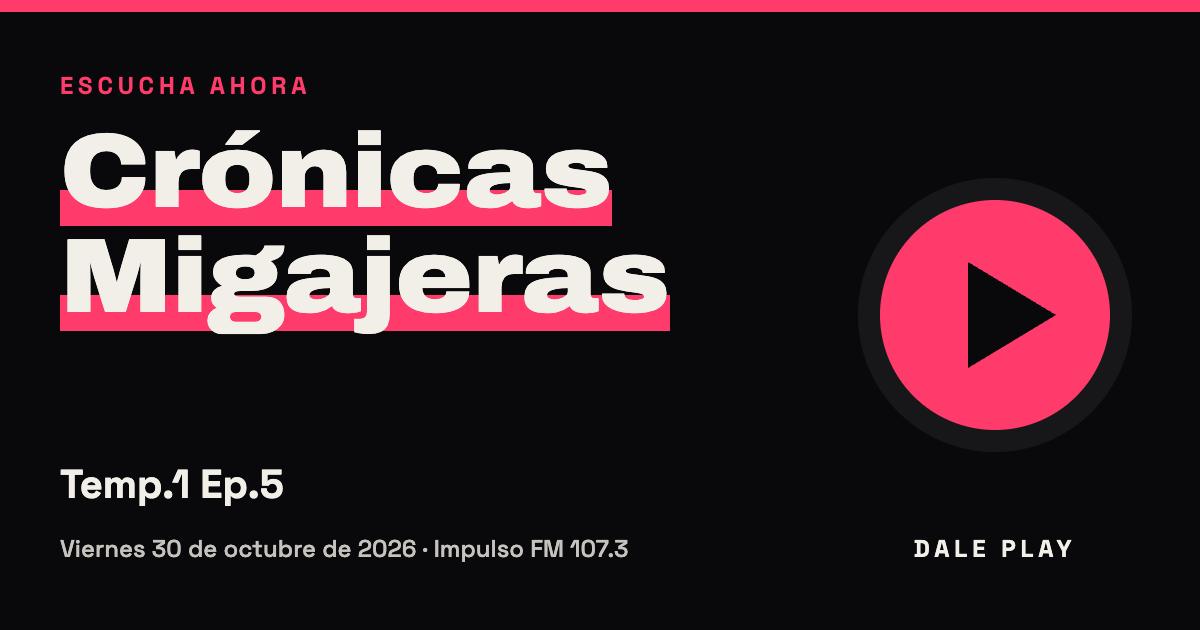 ESCUCHA AHORA
Crónicas
Migajeras
Temp.1 Ep.5
Viernes 30 de octubre de 2026 · Impulso FM 107.3
DALE PLAY